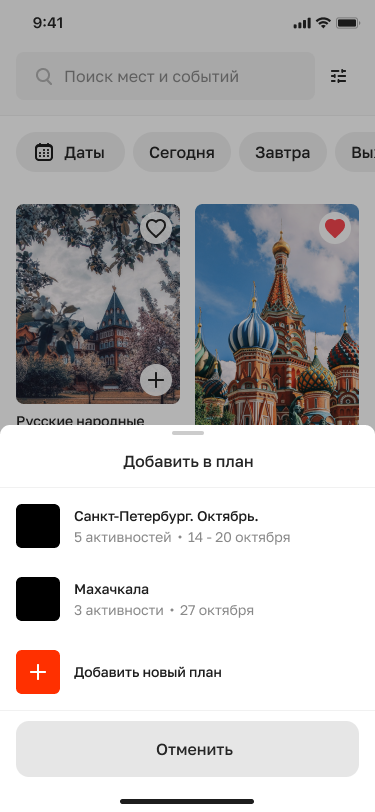 9:41
Поиск мест и событий
Даты
Сегодня
Завтра
Вы
Русские народные
Добавить в план
Санкт-Петербург. Октябрь.
5 активностей • 14 - 20 октября
Махачкала
3 активности • 27 октября
Добавить новый план
Отменить